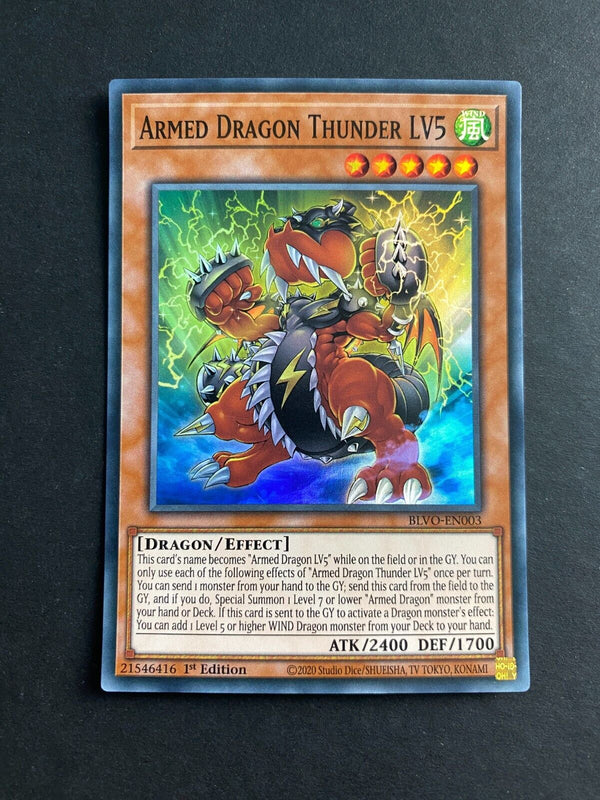 ARMED DRAGON THUNDER LV5
WIND
風
BLVO-EN003
[DRAGON/EFFECT]
This card's name becomes "Armed Dragon LV5" while on the field or in the GY. You can
only use each of the following effects of "Armed Dragon Thunder LV5" once per turn.
You can send 1 monster from your hand to the GY; send this card from the field to the
GY, and if you do, Special Summon 1 Level 7 or lower "Armed Dragon" monster from
your hand or Deck. If this card is sent to the GY to activate a Dragon monster's effect:
You can add 1 Level 5 or higher WIND Dragon monster from your Deck to your hand.
ATK/2400 DEF/1700
21546416 1st Edition ©2020 Studio Dice/SHUEISHA, TV TOKYO, KONAMI